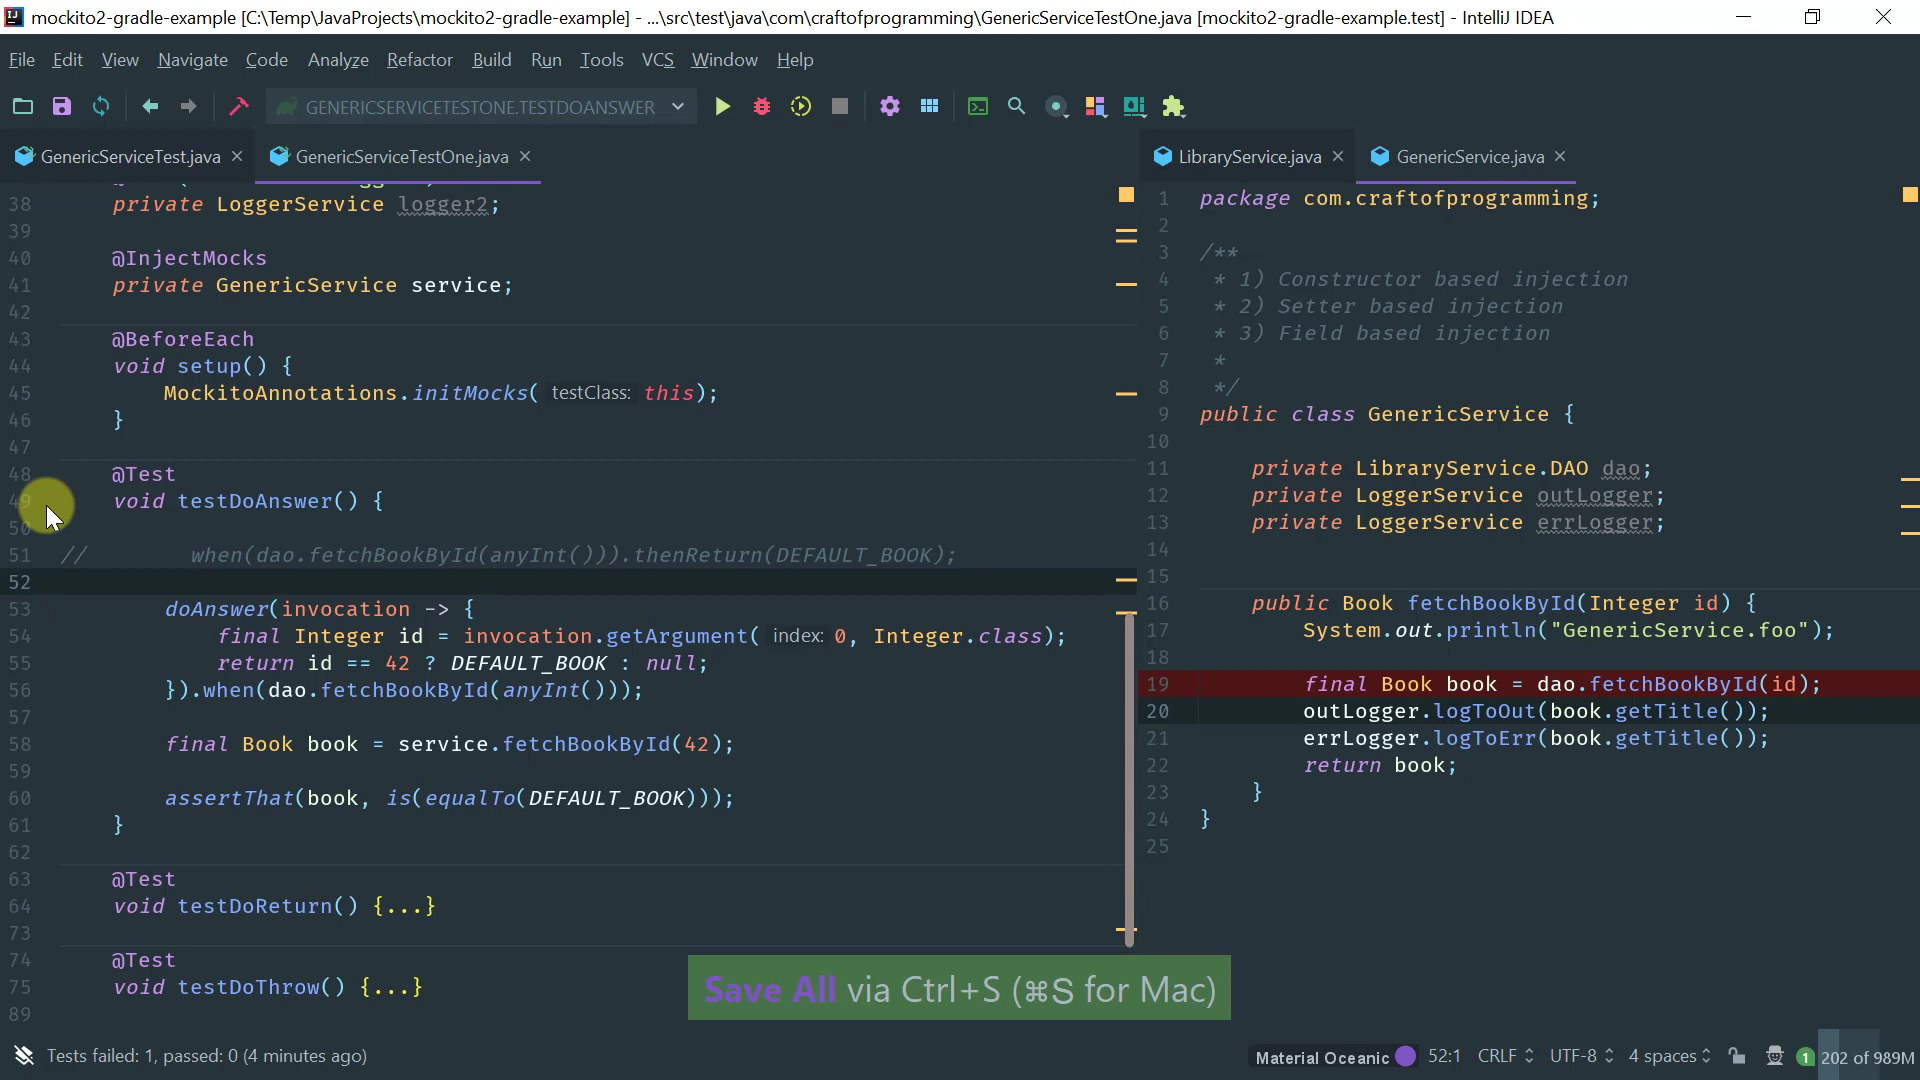 mockito2-gradle-example [C:\Temp\JavaProjects\mockito2-gradle-example] - ...\src\test\java\com\craftofprogramming\GenericServiceTestOne.java [mockito2-gradle-example.test] - IntelliJ IDEA
File Edit View Navigate Code Analyze Refactor Build Run Tools VCS Window Help
GENERICSERVICETESTONE.TESTDOANSWER
GenericServiceTest.java GenericServiceTestOne.java
38 private LoggerService logger2;
39
40 @InjectMocks
41 private GenericService service;
42
43 @BeforeEach
44 void setup() {
45 MockitoAnnotations.initMocks( testClass: this);
46 }
47
48 @Test
49 void testDoAnswer() {
50
51 // when(dao.fetchBookById(anyInt())).thenReturn(DEFAULT_BOOK);
52
53 doAnswer(invocation -> {
54 final Integer id = invocation.getArgument( index: 0, Integer.class);
55 return id == 42 ? DEFAULT_BOOK : null;
56 }).when(dao.fetchBookById(anyInt()));
57
58 final Book book = service.fetchBookById(42);
59
60 assertThat(book, is(equalTo(DEFAULT_BOOK)));
61 }
62
63 @Test
64 void testDoReturn() {...}
73
74 @Test
75 void testDoThrow() {...}
89
LibraryService.java GenericService.java
1 package com.craftofprogramming;
2
3 /**
4 * 1) Constructor based injection
5 * 2) Setter based injection
6 * 3) Field based injection
7 *
8 */
9 public class GenericService {
10
11 private LibraryService.DAO dao;
12 private LoggerService outLogger;
13 private LoggerService errLogger;
14
15
16 public Book fetchBookById(Integer id) {
17 System.out.println("GenericService.foo");
18
19 final Book book = dao.fetchBookById(id);
20 outLogger.logToOut(book.getTitle());
21 errLogger.logToErr(book.getTitle());
22 return book;
23 }
24 }
25
Save All via Ctrl+S (⌘S for Mac)
Tests failed: 1, passed: 0 (4 minutes ago)
Material Oceanic 52:1 CRLF UTF-8 4 spaces 1 202 of 989M